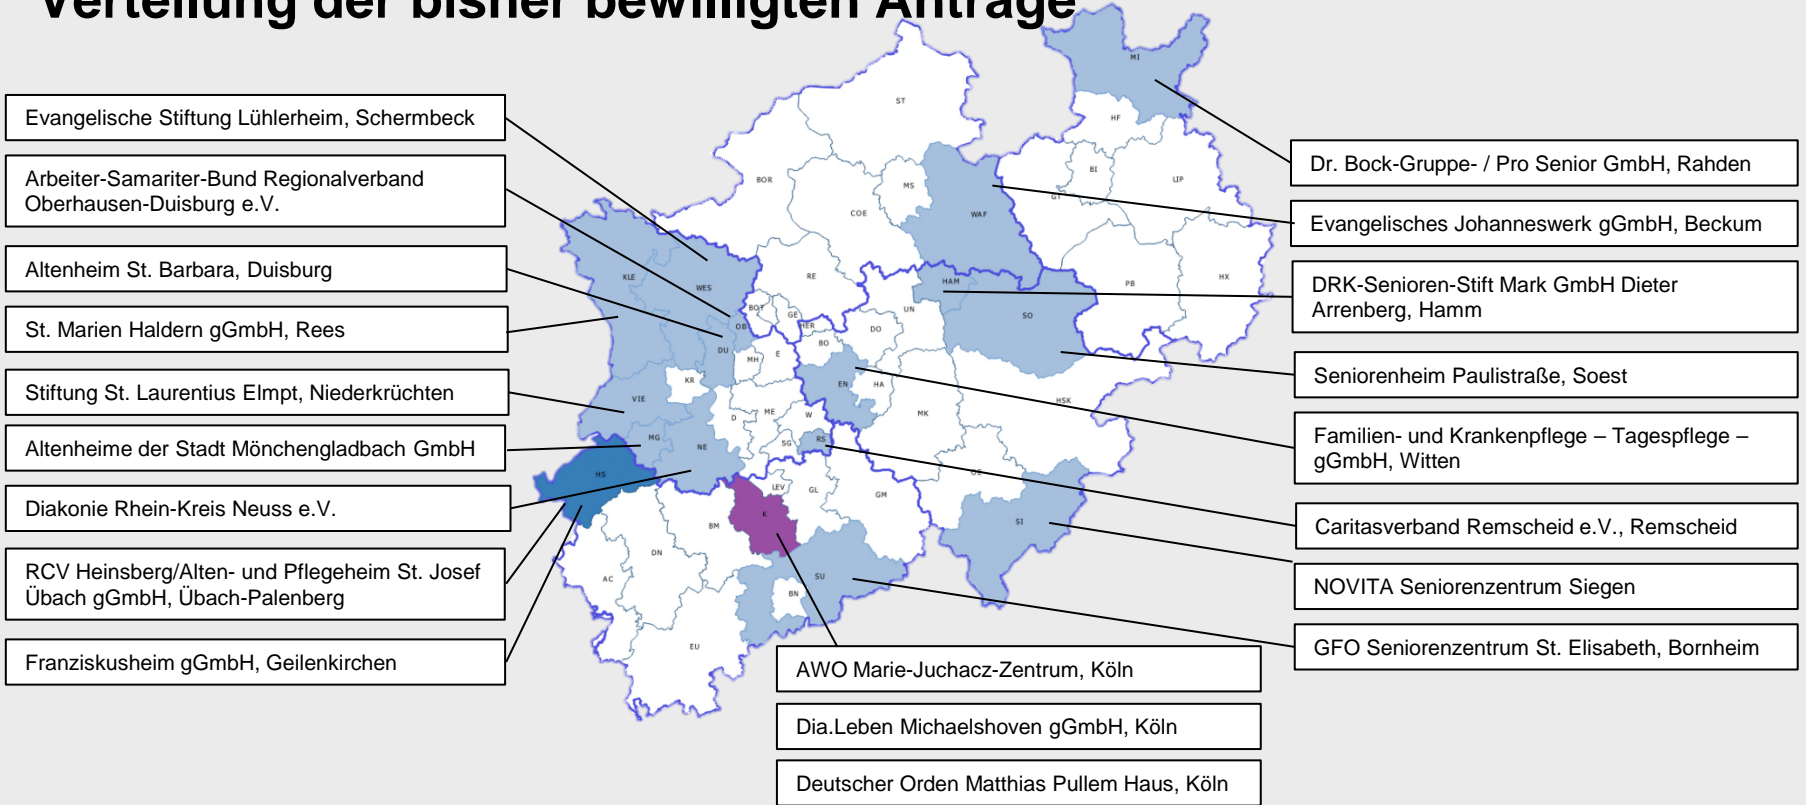 Verteilung der bisher bewilligten Anträge
Evangelische Stiftung Lühlerheim, Schermbeck
Arbeiter-Samariter-Bund Regionalverband
Oberhausen-Duisburg e.V.
Altenheim St. Barbara, Duisburg
St. Marien Haldern gGmbH, Rees
Stiftung St. Laurentius Elmpt, Niederkrüchten
Altenheime der Stadt Mönchengladbach GmbH
Diakonie Rhein-Kreis Neuss e.V.
RCV Heinsberg/Alten- und Pflegeheim St. Josef
Übach gGmbH, Übach-Palenberg
Franziskusheim gGmbH, Geilenkirchen
MI
ST
HF
BI
LIP
BOR
MS
GT
COE
WAF
RE
KLE
WES
HAM
PB
HX
BOT
GE
HER
UN
SO
OB
DO
BO
DU
MH
E
KR
EN
HA
HSK
VIE
D
ME
W
MK
MG
NE
SG
RS
HS
OE
LEV
GL
GM
K
BM
SI
DN
AC
SU
BN
EU
AWO Marie-Juchacz-Zentrum, Köln
Dia.Leben Michaelshoven gGmbH, Köln
Deutscher Orden Matthias Pullem Haus, Köln
Dr. Bock-Gruppe- / Pro Senior GmbH, Rahden
Evangelisches Johanneswerk gGmbH, Beckum
DRK-Senioren-Stift Mark GmbH Dieter
Arrenberg, Hamm
Seniorenheim Paulistraße, Soest
Familien- und Krankenpflege – Tagespflege –
gGmbH, Witten
Caritasverband Remscheid e.V., Remscheid
NOVITA Seniorenzentrum Siegen
GFO Seniorenzentrum St. Elisabeth, Bornheim